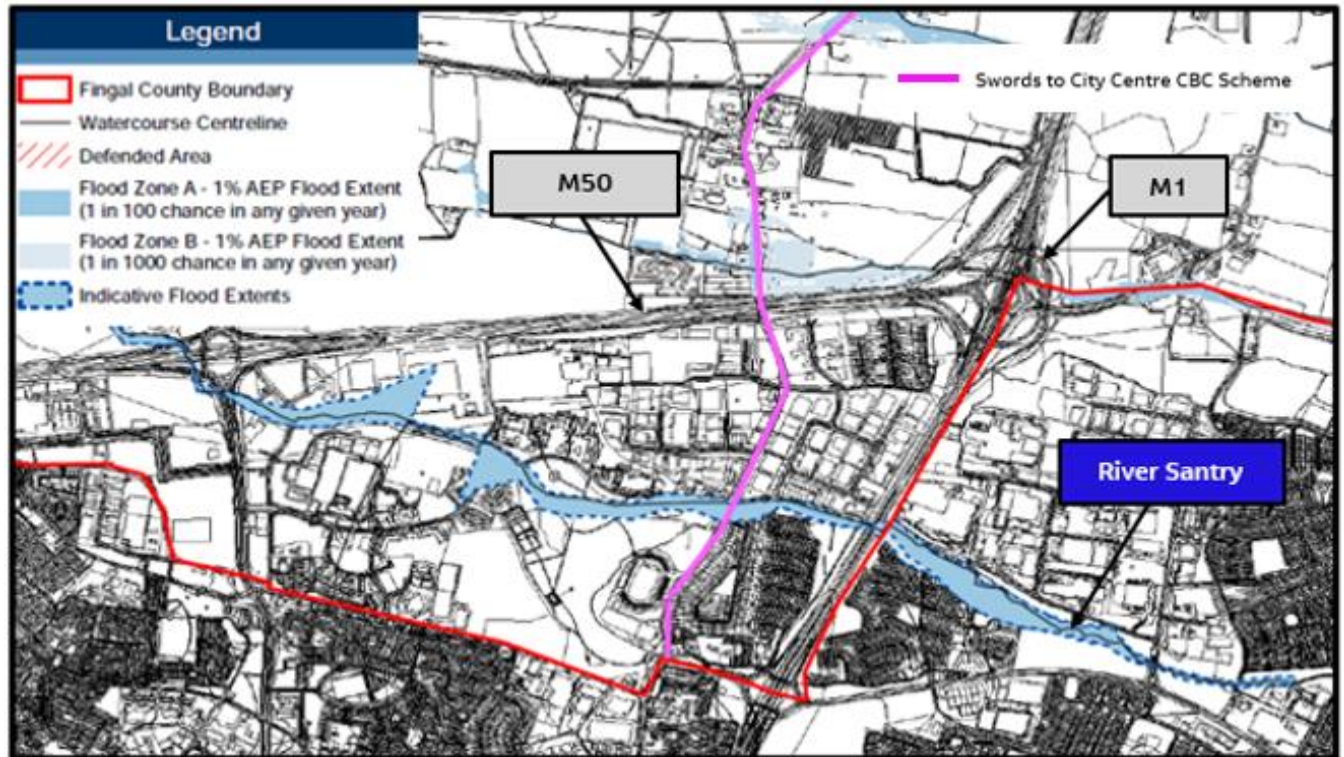 Legend
Fingal County Boundary
Watercourse Centreline
Defended Area
Flood Zone A - 1% AEP Flood Extent
(1 in 100 chance in any given year)
Flood Zone B - 1% AEP Flood Extent
(1 in 1000 chance in any given year)
Indicative Flood Extents
Swords to City Centre CBC Scheme
M50
M1
River Santry